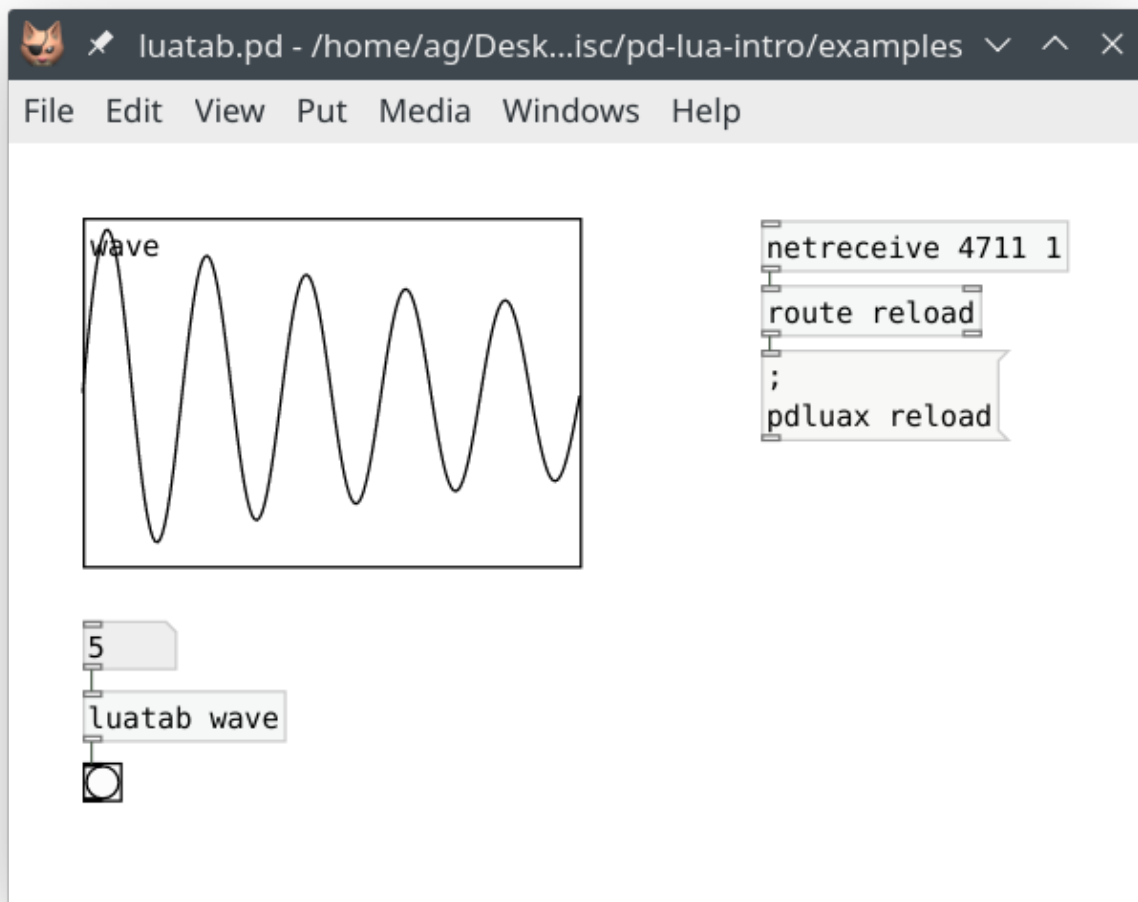 luatab.pd - /home/ag/Desk...isc/pd-lua-intro/examples
File Edit View Put Media Windows Help
wave
netreceive 4711 1
route reload
;
pdluax reload
5
luatab wave